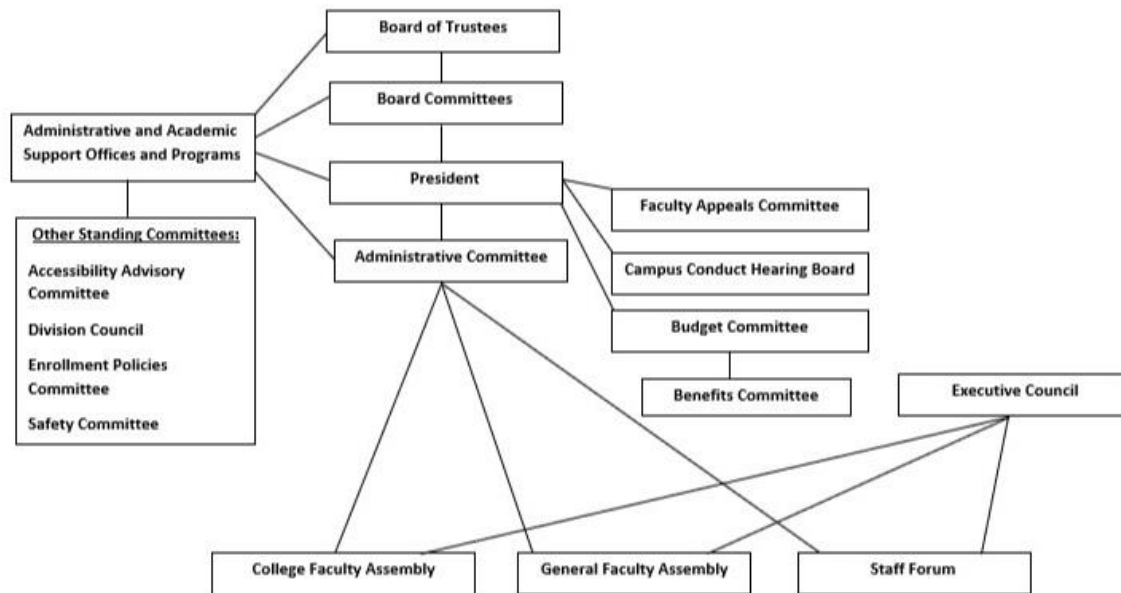 Board of Trustees
Board Committees
Administrative and Academic
Support Offices and Programs
President
Faculty Appeals Committee
Other Standing Committees:
Accessibility Advisory
Committee
Division Council
Enrollment Policies
Committee
Safety Committee
Administrative Committee
Campus Conduct Hearing Board
Budget Committee
Benefits Committee
Executive Council
College Faculty Assembly
General Faculty Assembly
Staff Forum